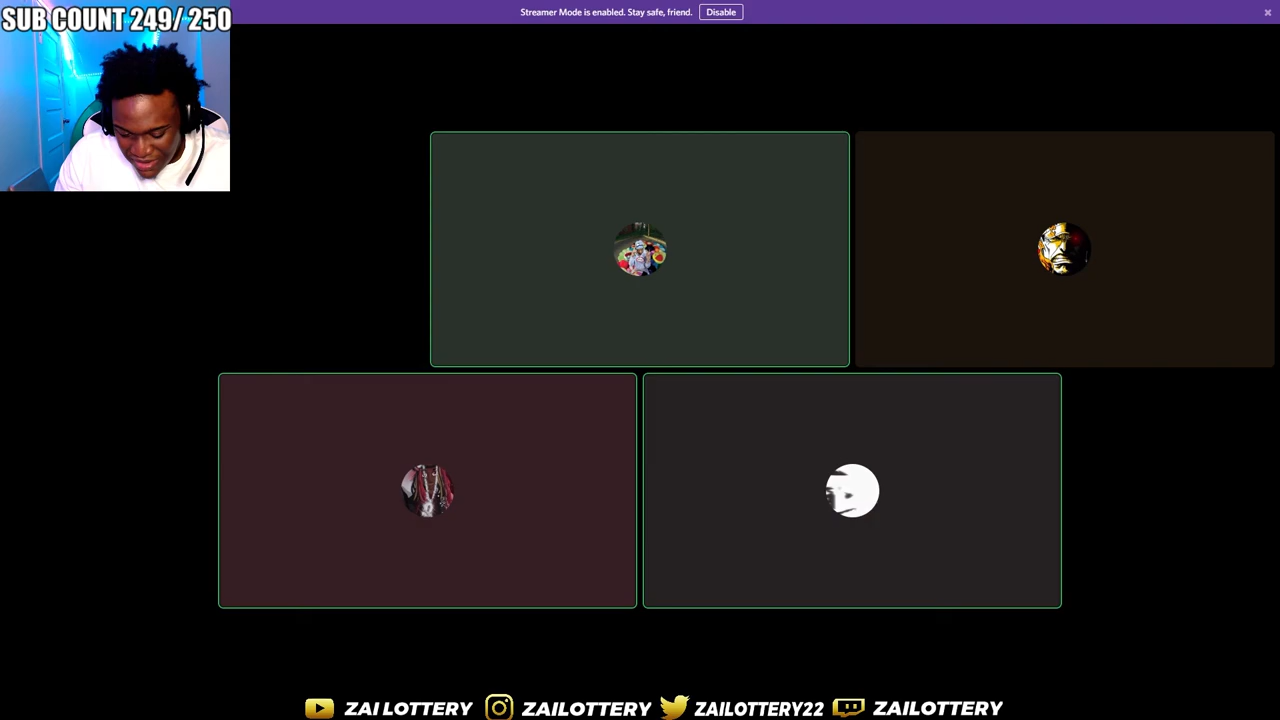 Streamer Mode is enabled. Stay safe, friend. Disable
SUB COUNT 249/ 250
ZAI LOTTERY ZAILOTTERY ZAILOTTERY22 ZAILOTTERY